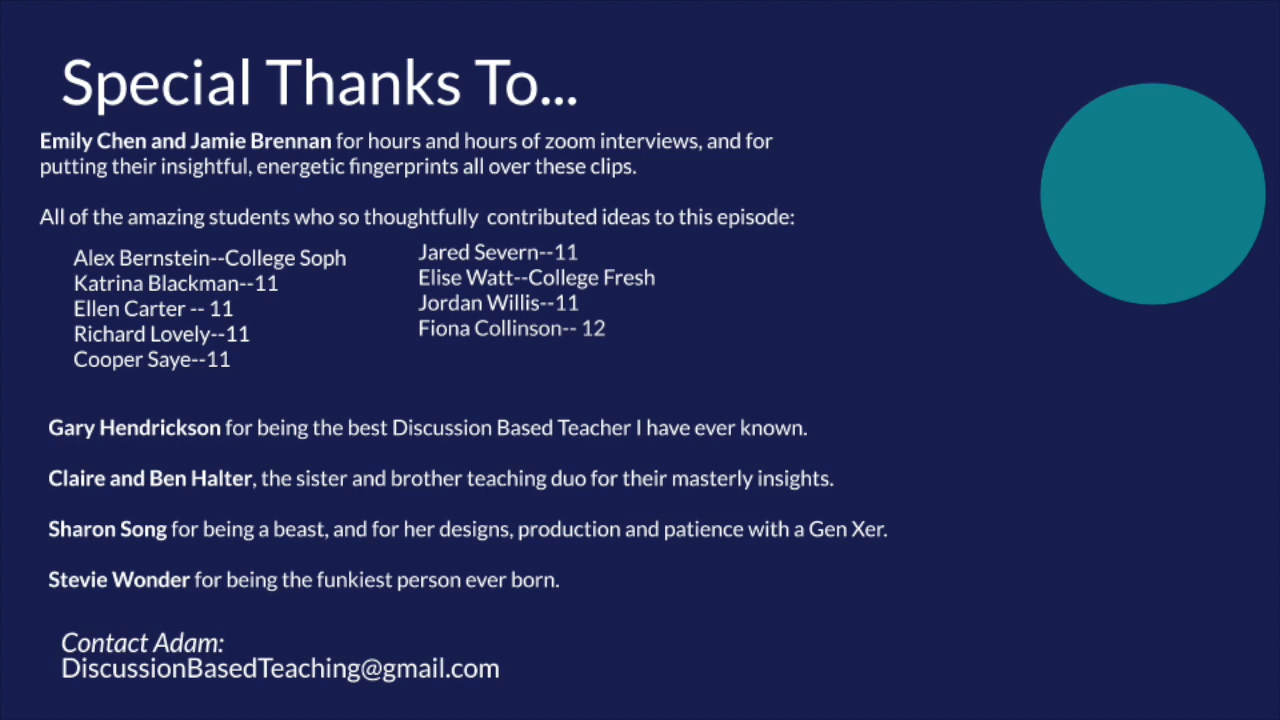 Special Thanks To...
Emily Chen and Jamie Brennan for hours and hours of zoom interviews, and for
putting their insightful, energetic fingerprints all over these clips.
All of the amazing students who so thoughtfully  contributed ideas to this episode:
Alex Bernstein--College Soph
Katrina Blackman--11
Ellen Carter -- 11
Richard Lovely--11
Cooper Saye--11
Jared Severn--11
Elise Watt--College Fresh
Jordan Willis--11
Fiona Collinson-- 12
Gary Hendrickson for being the best Discussion Based Teacher I have ever known.
Claire and Ben Halter, the sister and brother teaching duo for their masterly insights.
Sharon Song for being a beast, and for her designs, production and patience with a Gen Xer.
Stevie Wonder for being the funkiest person ever born.
Contact Adam:
DiscussionBasedTeaching@gmail.com